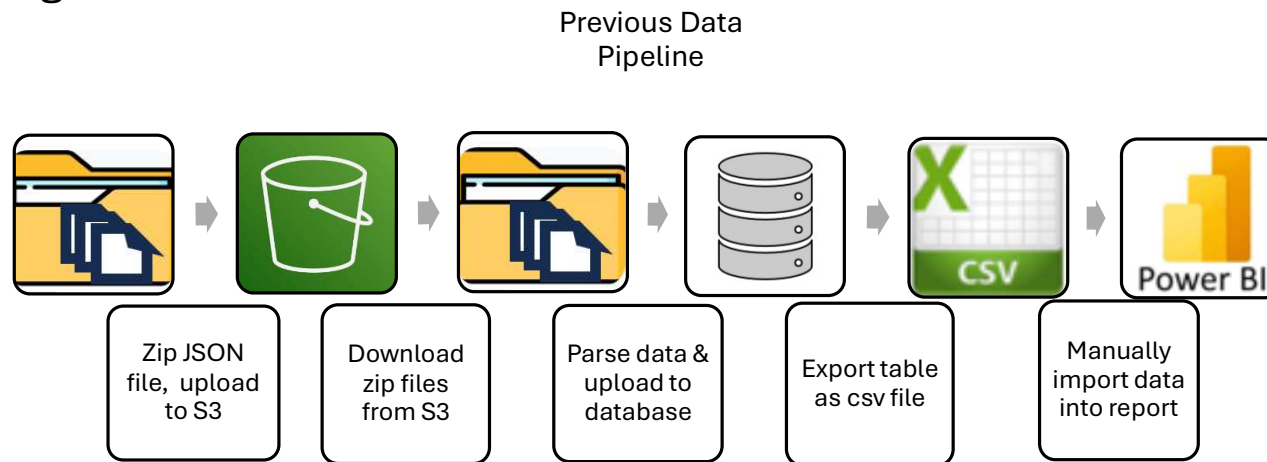 Previous Data
Pipeline
X
CSV
Power BI
Zip JSON
file, upload
to S3
Download
zip files
from S3
Parse data &
upload to
database
Export table
as csv file
Manually
import data
into report